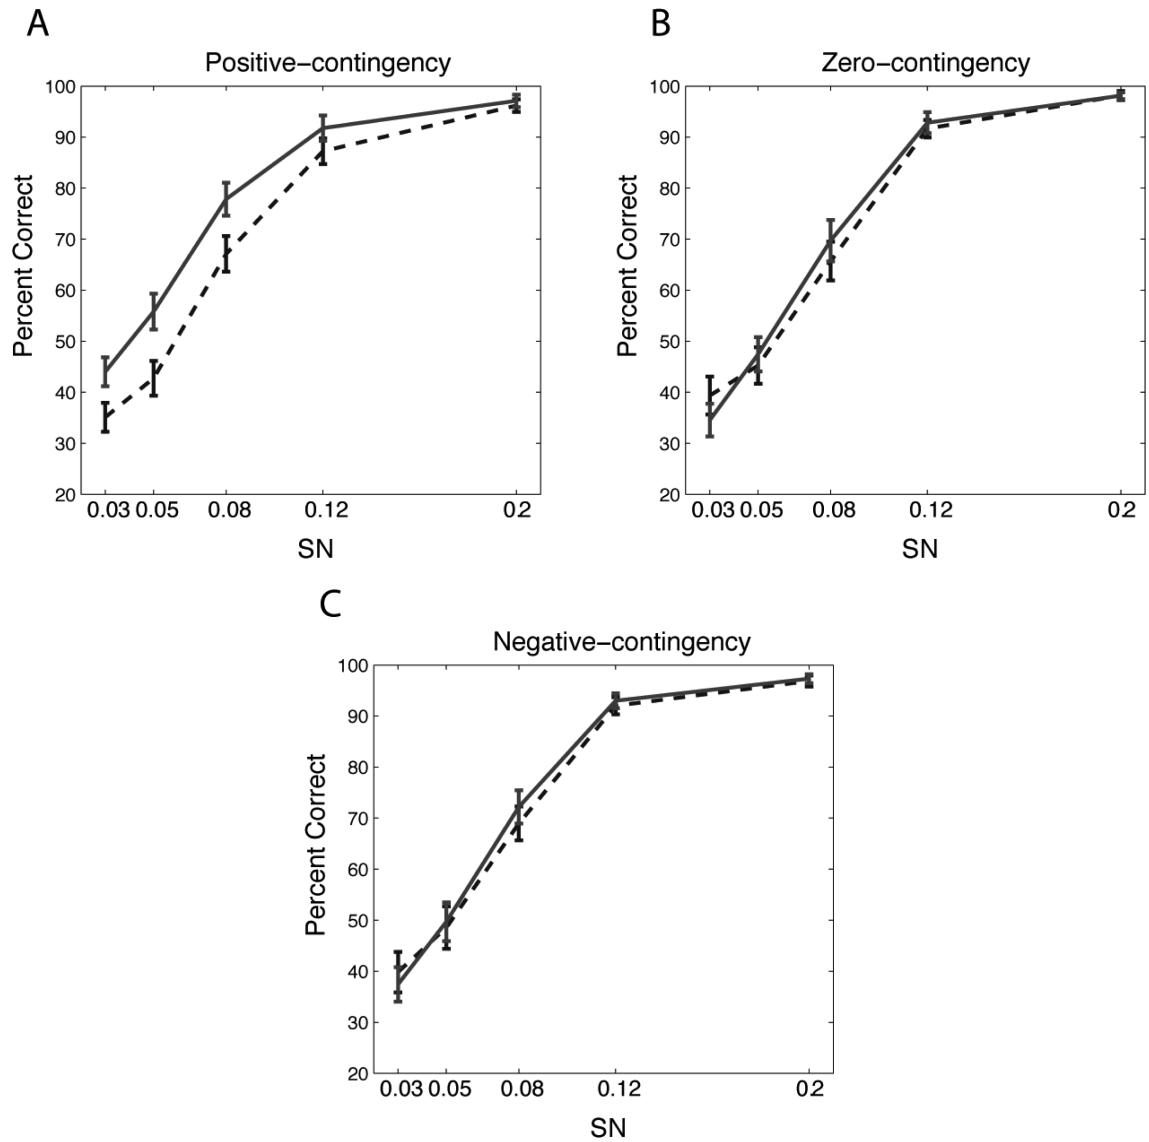 A
Positive-contingency
Percent Correct
100
90
80
70
60
50
40
30
20
0.03 0.05 0.08 0.12 0.2
SN
B
Zero-contingency
Percent Correct
100
90
80
70
60
50
40
30
20
0.03 0.05 0.08 0.12 0.2
SN
C
Negative-contingency
Percent Correct
100
90
80
70
60
50
40
30
20
0.03 0.05 0.08 0.12 0.2
SN